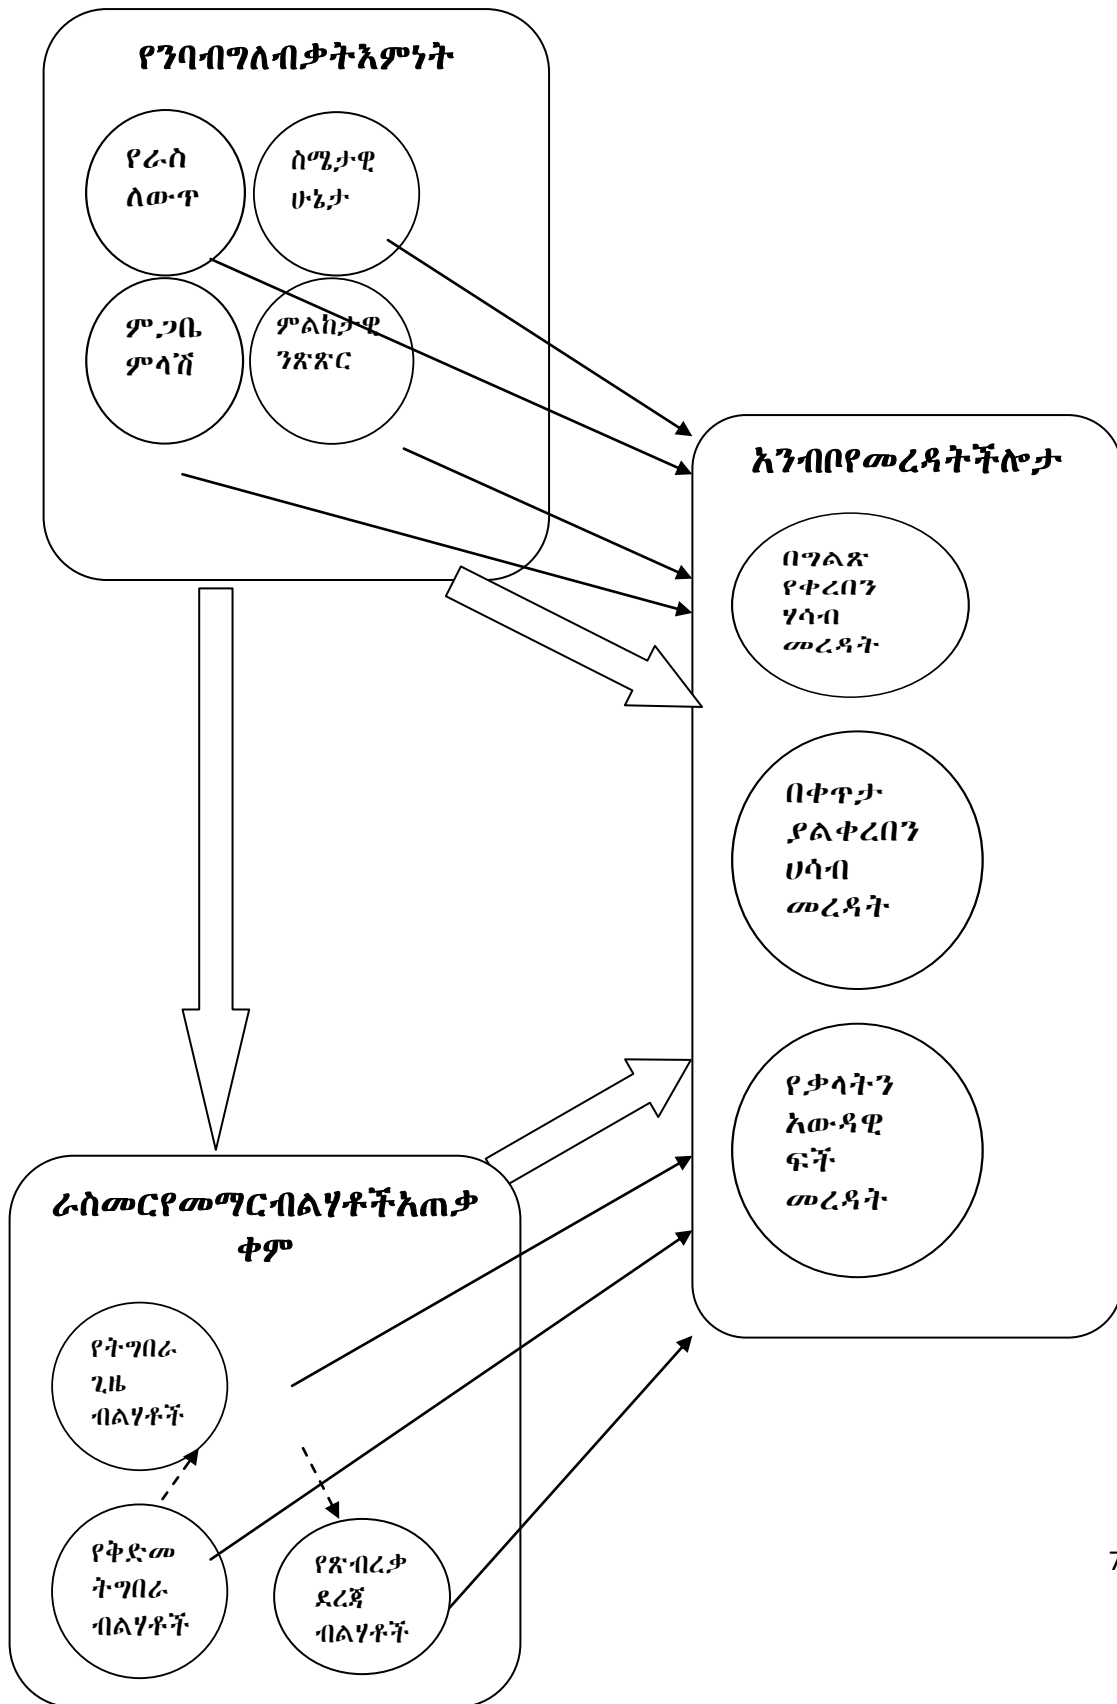 የንባብግለብቃትእምነት
የራስ
ለውጥ
ስሜታዊ
ሁኔታ
ምጋቤ
ምላሽ
ምልከታዊ
ንጽጽር
አንብቦየመረዳትችሎታ
በግልጽ
የቀረበን
ሃሳብ
መረዳት
በቀጥታ
ያልቀረበን
ሀሳብ
መረዳት
የቃላትን
አውዳዊ
ፍች
መረዳት
ራስመርየመማርብልሃቶችአጠቃ
ቀም
የትግበራ
ጊዜ
ብልሃቶች
የቅድመ
ትግበራ
ብልሃቶች
የጽብረቃ
ደረጃ
ብልሃቶች
7